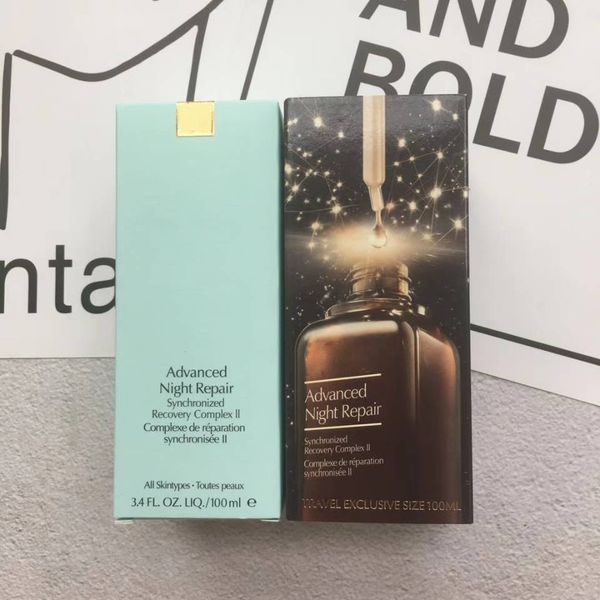 AND
BOLD
nta
Advanced
Night Repair
Synchronized
Recovery Complex II
Complexe de réparation
synchronisée II
All Skintypes • Toutes peaux
3.4 FL. OZ. LIQ./100 ml ℮
Advanced
Night Repair
Synchronized
Recovery Complex II
Complexe de réparation
synchronisée II
TRAVEL EXCLUSIVE SIZE 100ML